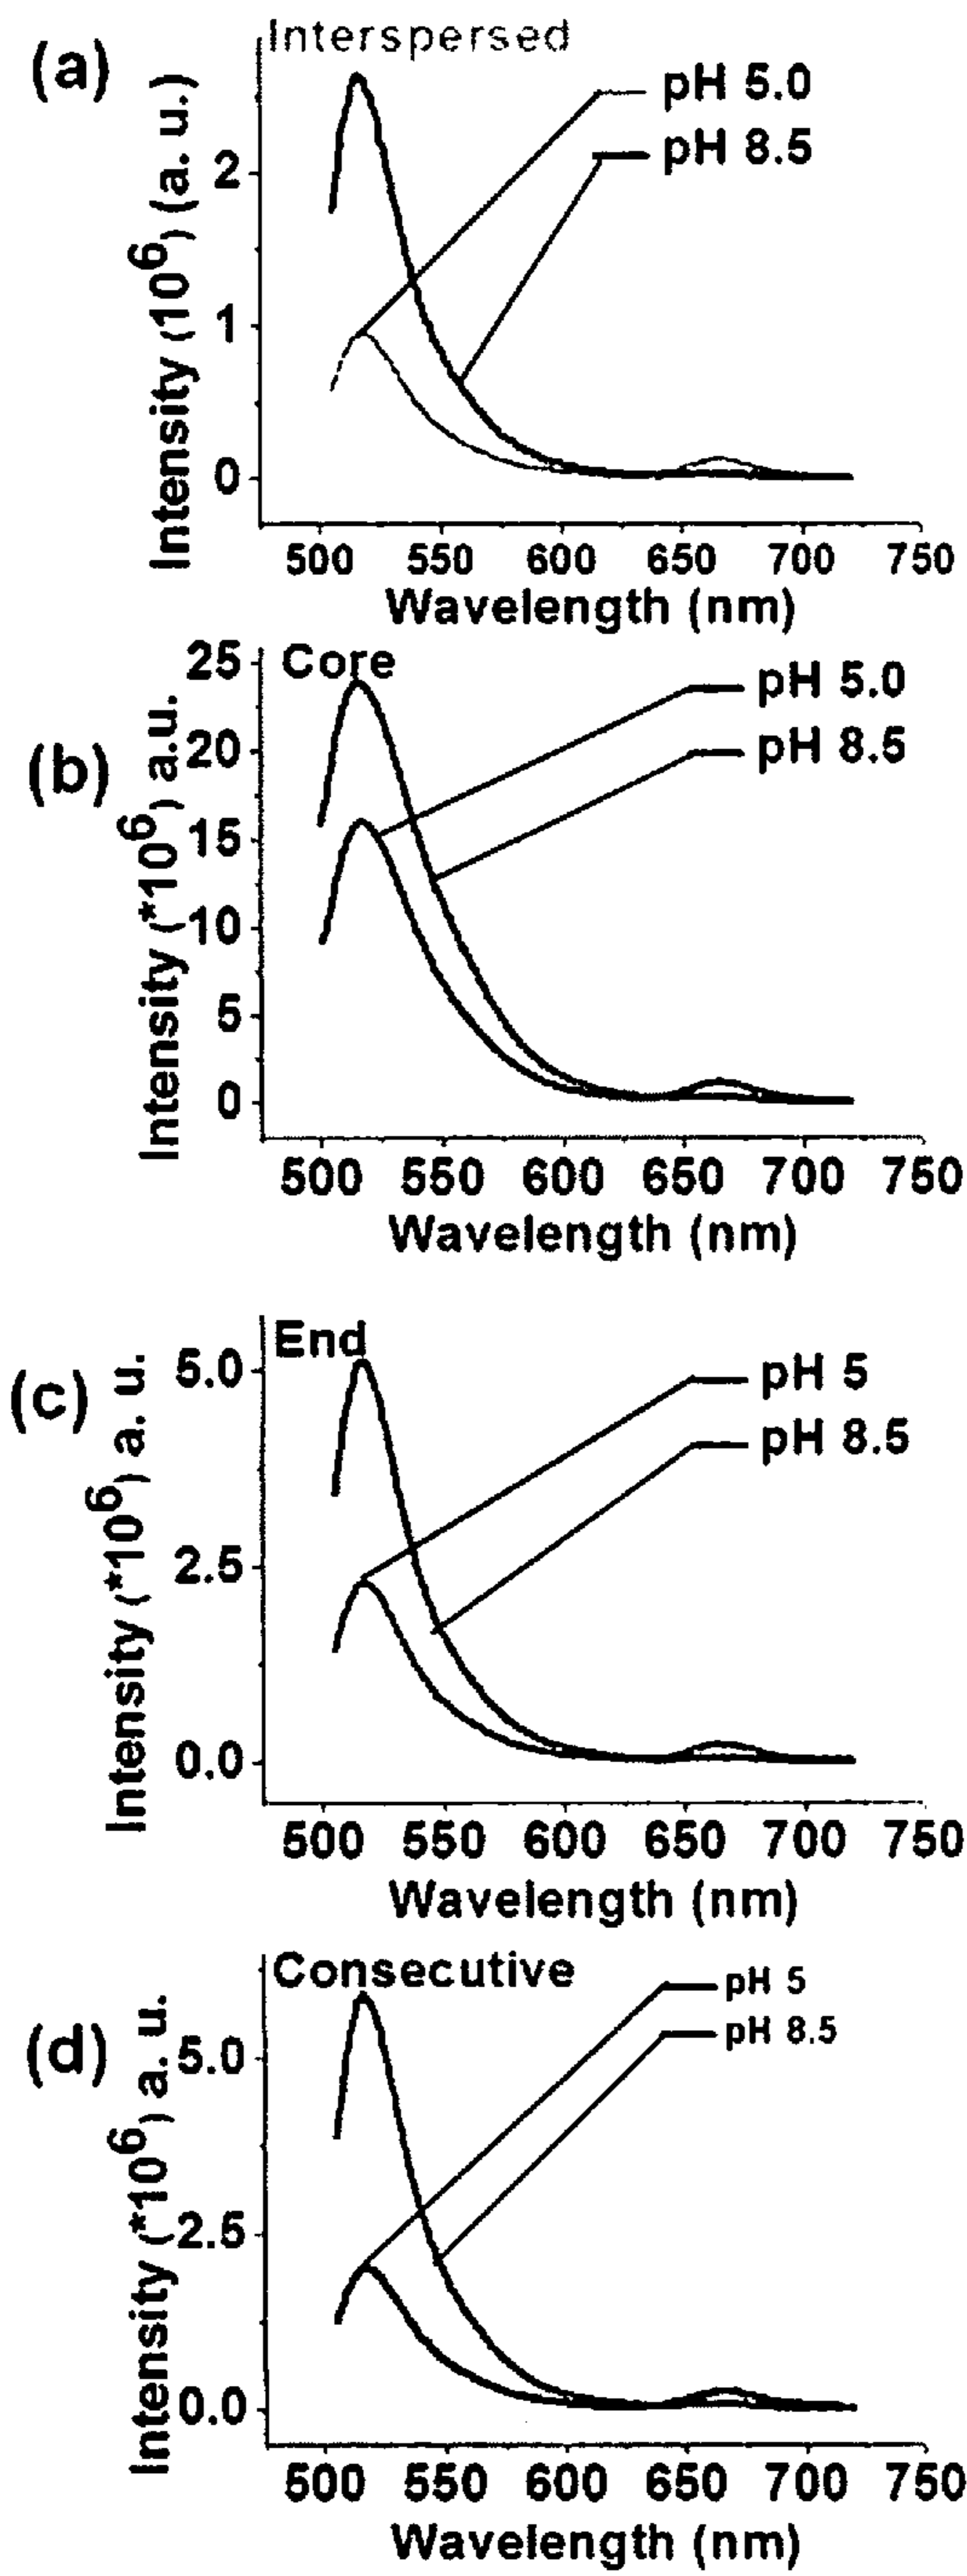 (a)
Interspersed
pH 5.0
pH 8.5
Intensity (10⁶) (a. u.)
2
1
0
500 550 600 650 700 750
Wavelength (nm)
(b)
Core
pH 5.0
pH 8.5
Intensity (*10⁶) a.u.
25
20
15
10
5
0
500 550 600 650 700 750
Wavelength (nm)
(c)
End
pH 5
pH 8.5
Intensity (*10⁶) a. u.
5.0
2.5
0.0
500 550 600 650 700 750
Wavelength (nm)
(d)
Consecutive
pH 5
pH 8.5
Intensity (*10⁶) a. u.
5.0
2.5
0.0
500 550 600 650 700 750
Wavelength (nm)